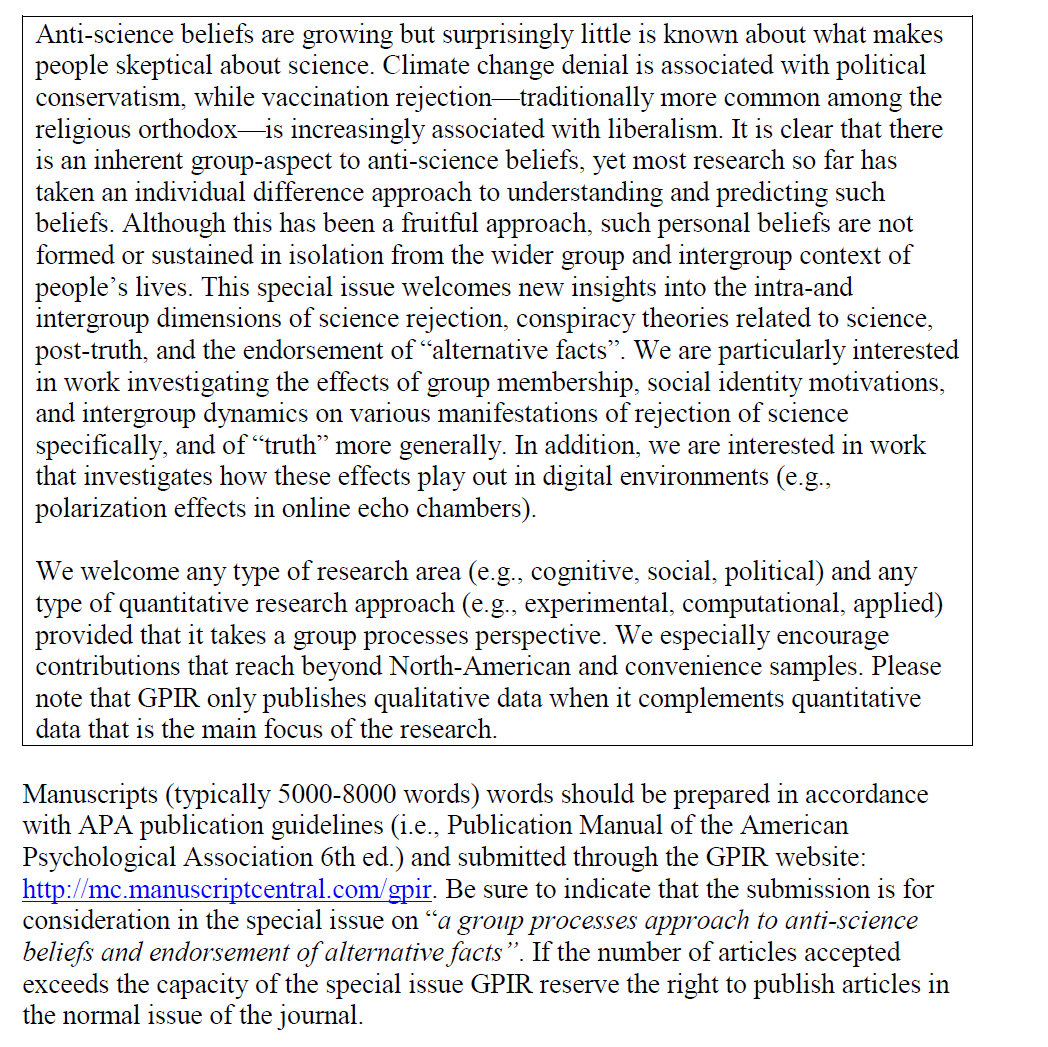 Anti-science beliefs are growing but surprisingly little is known about what makes
people skeptical about science. Climate change denial is associated with political
conservatism, while vaccination rejection—traditionally more common among the
religious orthodox—is increasingly associated with liberalism. It is clear that there
is an inherent group-aspect to anti-science beliefs, yet most research so far has
taken an individual difference approach to understanding and predicting such
beliefs. Although this has been a fruitful approach, such personal beliefs are not
formed or sustained in isolation from the wider group and intergroup context of
people’s lives. This special issue welcomes new insights into the intra-and
intergroup dimensions of science rejection, conspiracy theories related to science,
post-truth, and the endorsement of “alternative facts”. We are particularly interested
in work investigating the effects of group membership, social identity motivations,
and intergroup dynamics on various manifestations of rejection of science
specifically, and of “truth” more generally. In addition, we are interested in work
that investigates how these effects play out in digital environments (e.g.,
polarization effects in online echo chambers).
We welcome any type of research area (e.g., cognitive, social, political) and any
type of quantitative research approach (e.g., experimental, computational, applied)
provided that it takes a group processes perspective. We especially encourage
contributions that reach beyond North-American and convenience samples. Please
note that GPIR only publishes qualitative data when it complements quantitative
data that is the main focus of the research.
Manuscripts (typically 5000-8000 words) words should be prepared in accordance
with APA publication guidelines (i.e., Publication Manual of the American
Psychological Association 6th ed.) and submitted through the GPIR website:
http://mc.manuscriptcentral.com/gpir. Be sure to indicate that the submission is for
consideration in the special issue on “a group processes approach to anti-science
beliefs and endorsement of alternative facts”. If the number of articles accepted
exceeds the capacity of the special issue GPIR reserve the right to publish articles in
the normal issue of the journal.